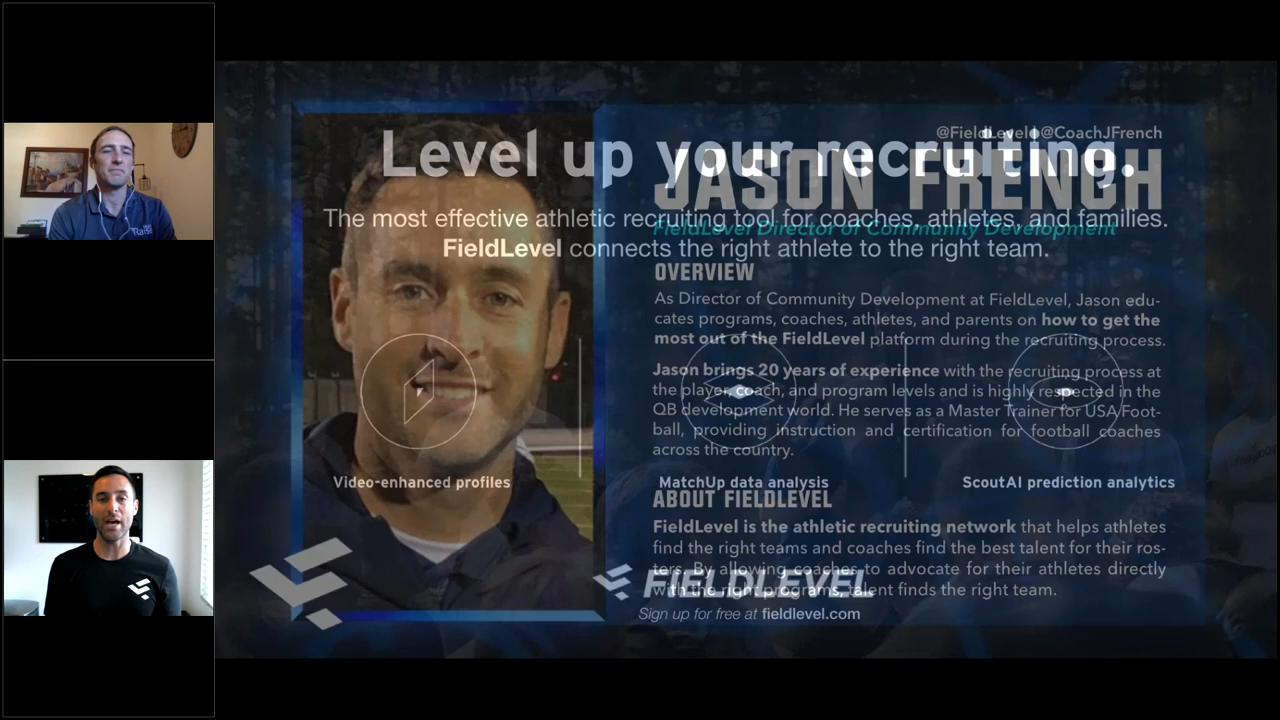 @FieldLevel @CoachJFrench
Level up your recruiting.
JASON FRENCH
The most effective athletic recruiting tool for coaches, athletes, and families.
FieldLevel Director of Community Development
FieldLevel connects the right athlete to the right team.
OVERVIEW
As Director of Community Development at FieldLevel, Jason edu-
cates programs, coaches, athletes, and parents on how to get the
most out of the FieldLevel platform during the recruiting process.
Jason brings 20 years of experience with the recruiting process at
the player, coach, and program levels and is highly respected in the
QB development world. He serves as a Master Trainer for USA Foot-
ball, providing instruction and certification for football coaches
across the country.
Video-enhanced profiles
MatchUp data analysis
ScoutAI prediction analytics
ABOUT FIELDLEVEL
FieldLevel is the athletic recruiting network that helps athletes
find the right teams and coaches find the best talent for their ros-
ters. By allowing coaches to advocate for their athletes directly
with the right programs, talent finds the right team.
FIELDLEVEL
Sign up for free at fieldlevel.com